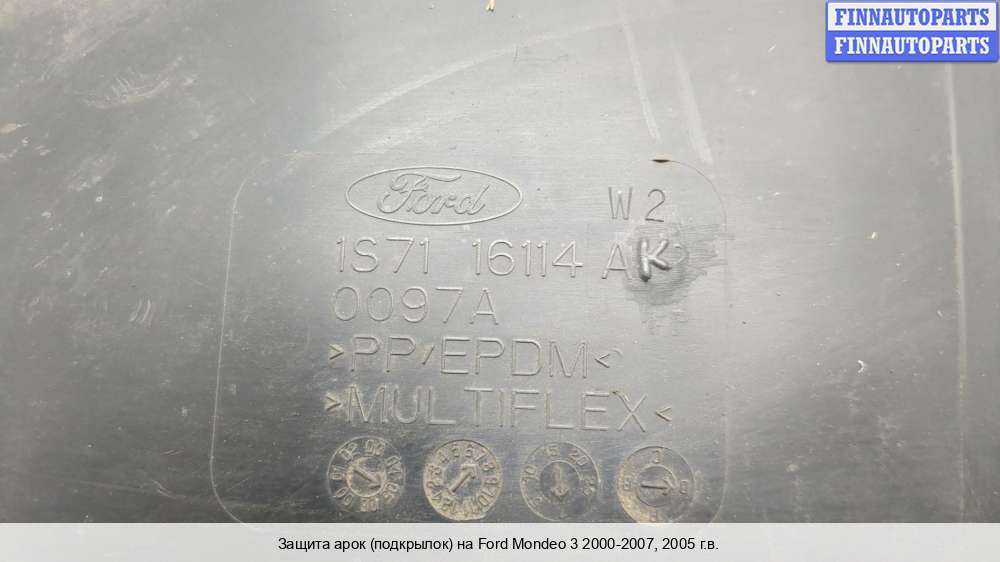 FINNAUTOPARTS
FINNAUTOPARTS
Ford
W2
1S71 16114 AK
0097A
>PP/EPDM<
>MULTIFLEX<
Защита арок (подкрылок) на Ford Mondeo 3 2000-2007, 2005 г.в.